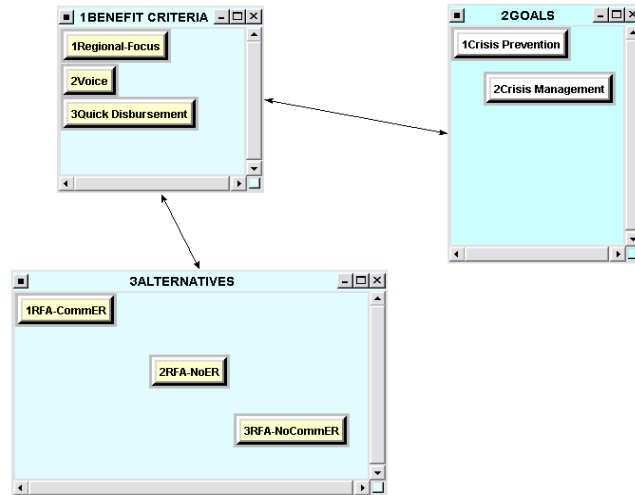 1BENEFIT CRITERIA
1Regional-Focus
2Voice
3Quick Disbursement
2GOALS
1Crisis Prevention
2Crisis Management
3ALTERNATIVES
1RFA-CommER
2RFA-NoER
3RFA-NoCommER